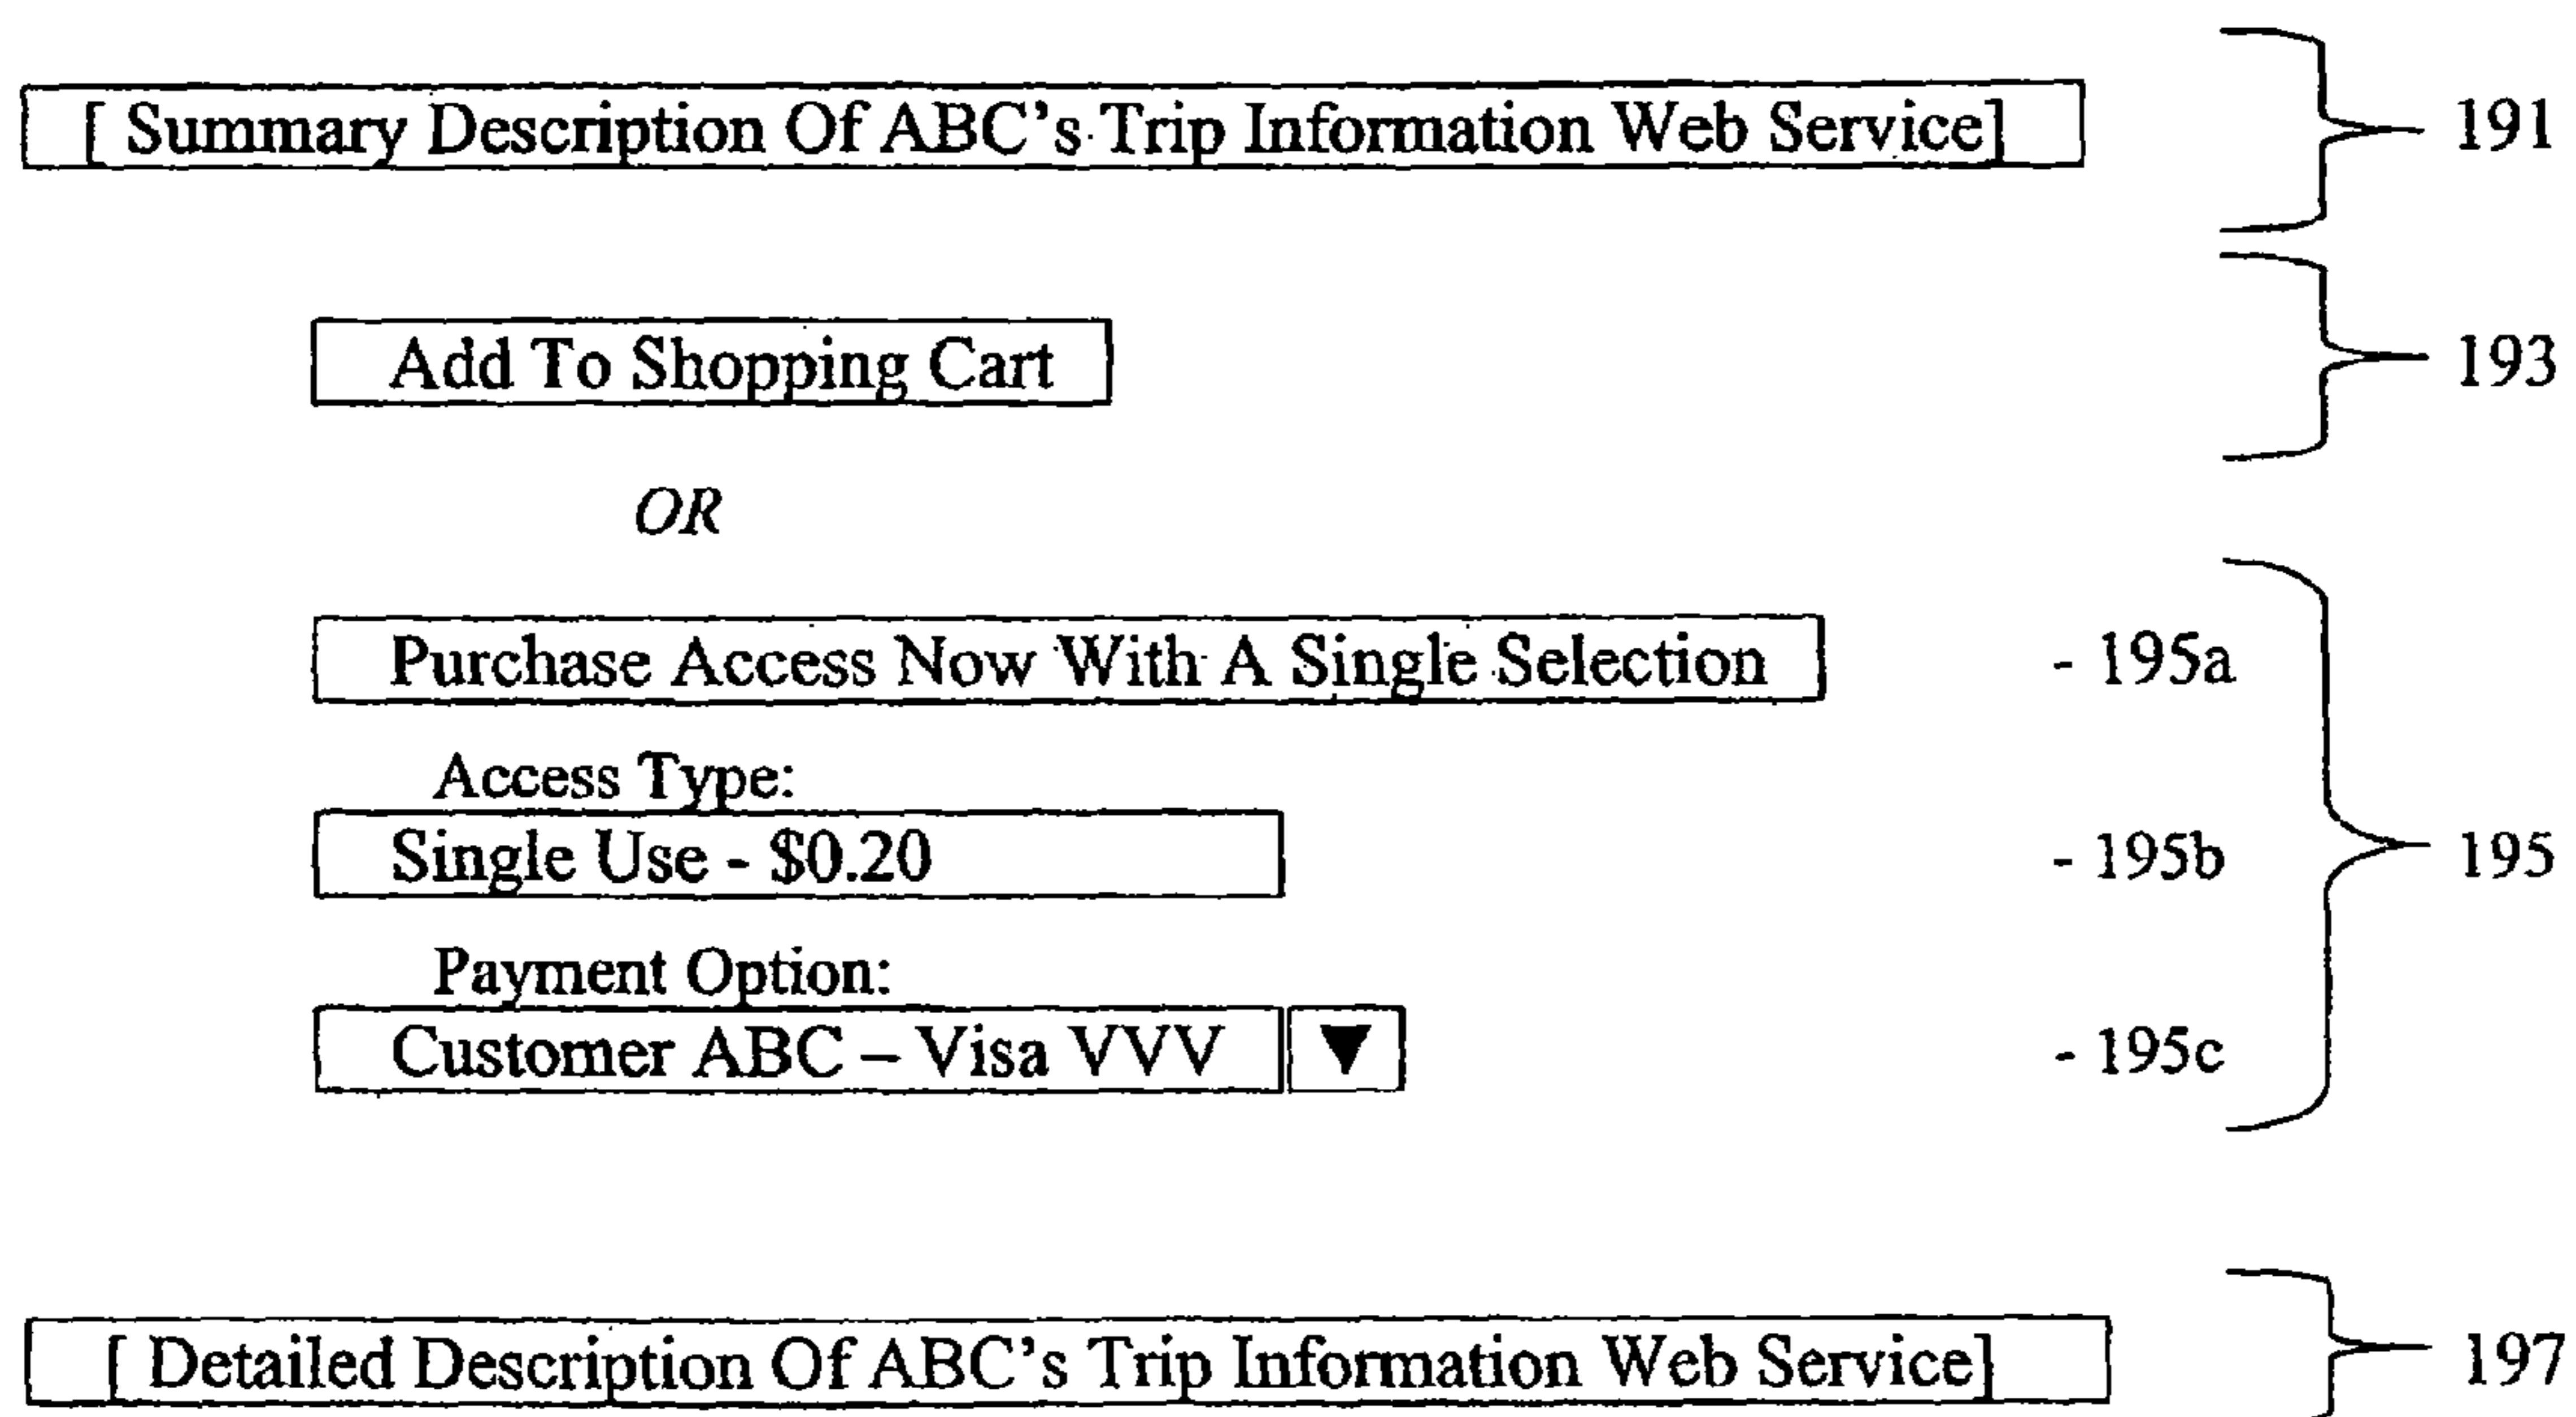 [ Summary Description Of ABC's Trip Information Web Service] 191
Add To Shopping Cart 193
OR
Purchase Access Now With A Single Selection - 195a
Access Type:
Single Use - $0.20 - 195b 195
Payment Option:
Customer ABC – Visa VVV ▼ - 195c
[ Detailed Description Of ABC's Trip Information Web Service] 197